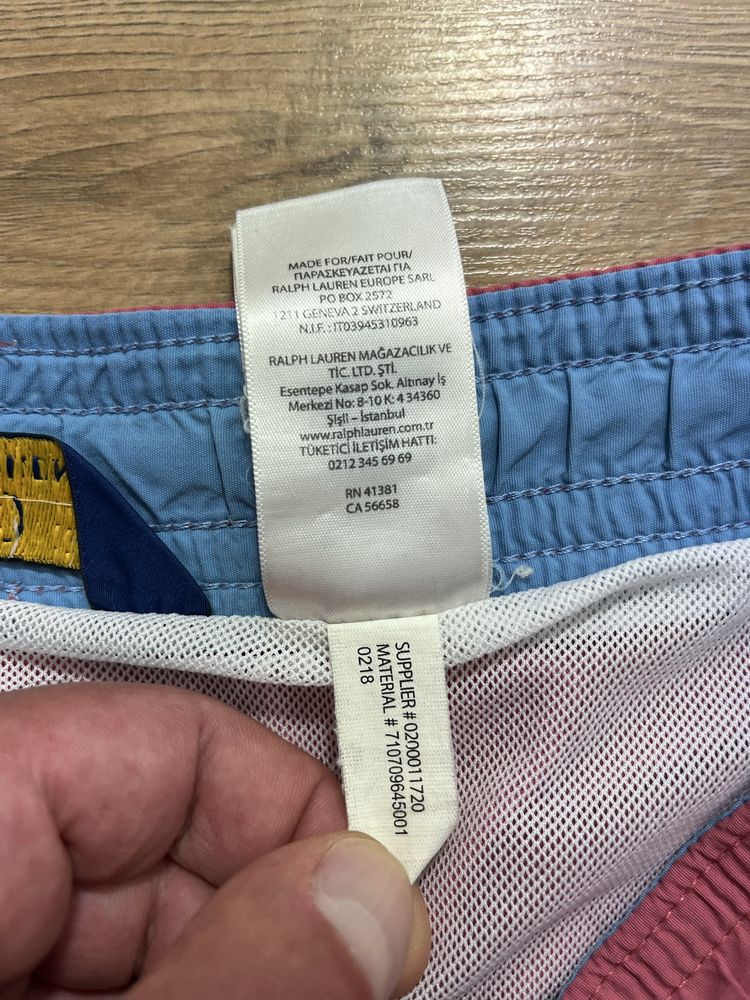 MADE FOR/FAIT POUR/
ΠΑΡΑΣΚΕΥΑΖΕΤΑΙ ΓΙΑ
RALPH LAUREN EUROPE SARL
PO BOX 2572
1211 GENEVA 2 SWITZERLAND
N.I.F. : IT03945310963
RALPH LAUREN MAĞAZACILIK VE
TİC. LTD. ŞTİ.
Esentepe Kasap Sok. Altınay İş
Merkezi No: 8-10 K: 4 34360
Şişli – İstanbul
www.ralphlauren.com.tr
TÜKETİCİ İLETİŞİM HATTI:
0212 345 69 69
RN 41381
CA 56658
SUPPLIER # 0200011720
MATERIAL # 710709645001
0218